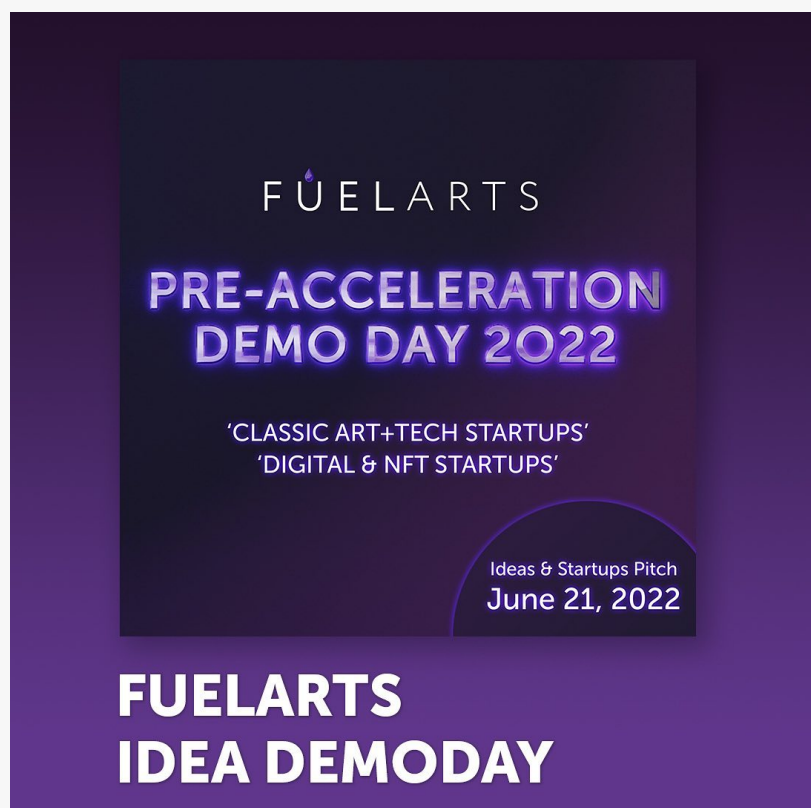 FUELARTS
PRE-ACCELERATION
DEMO DAY 2022
‘CLASSIC ART+TECH STARTUPS’
‘DIGITAL & NFT STARTUPS’
Ideas & Startups Pitch
June 21, 2022
FUELARTS
IDEA DEMODAY